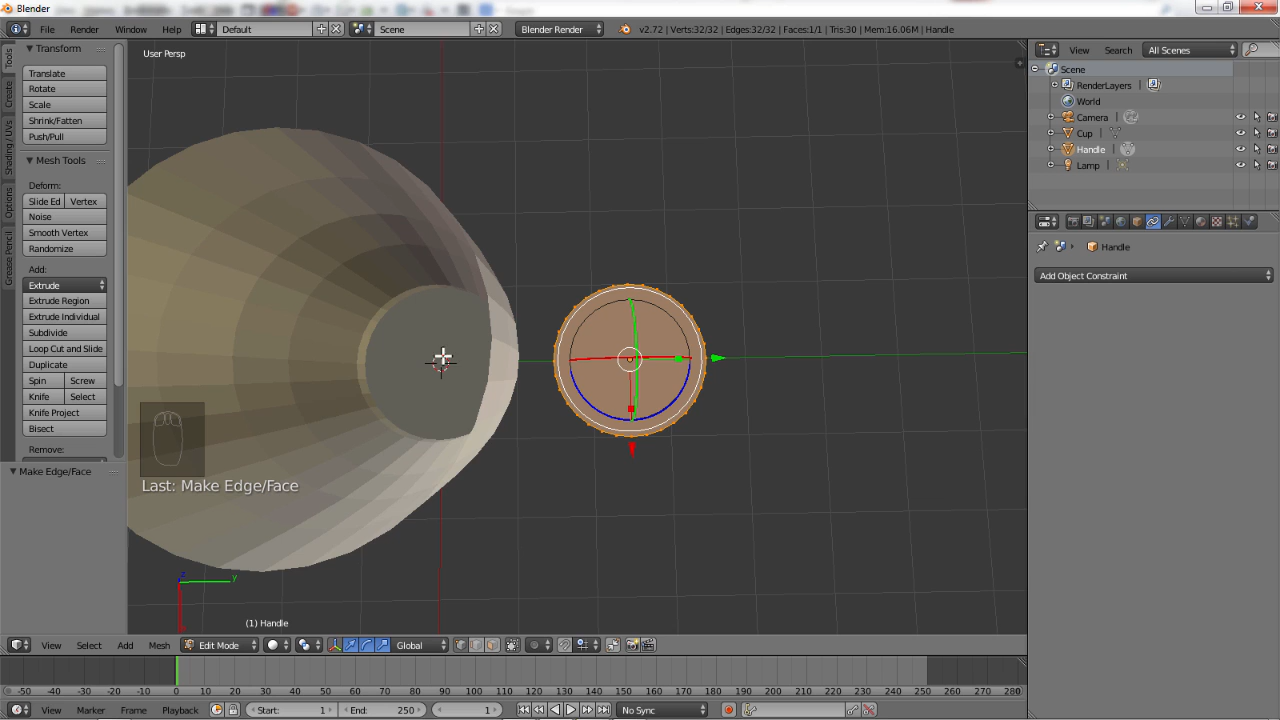 Blender
File Render Window Help Default Scene Blender Render v2.72 | Verts:32/32 | Edges:32/32 | Faces:1/1 | Tris:30 | Mem:16.06M | Handle
Tools
Create
Shading / UVs
Options
Grease Pencil
Transform
Translate
Rotate
Scale
Shrink/Fatten
Push/Pull
Mesh Tools
Deform:
Slide Ed Vertex
Noise
Smooth Vertex
Randomize
Add:
Extrude
Extrude Region
Extrude Individual
Subdivide
Loop Cut and Slide
Duplicate
Spin Screw
Knife Select
Knife Project
Bisect
Remove:
Make Edge/Face
User Persp
Last: Make Edge/Face
z
y
(1) Handle
View Select Add Mesh Edit Mode Global
View Search All Scenes
Scene
RenderLayers
World
Camera
Cup
Handle
Lamp
Handle
Add Object Constraint
-50 -40 -30 -20 -10 0 10 20 30 40 50 60 70 80 90 100 110 120 130 140 150 160 170 180 190 200 210 220 230 240 250 260 270 280
View Marker Frame Playback Start: 1 End: 250 1 No Sync